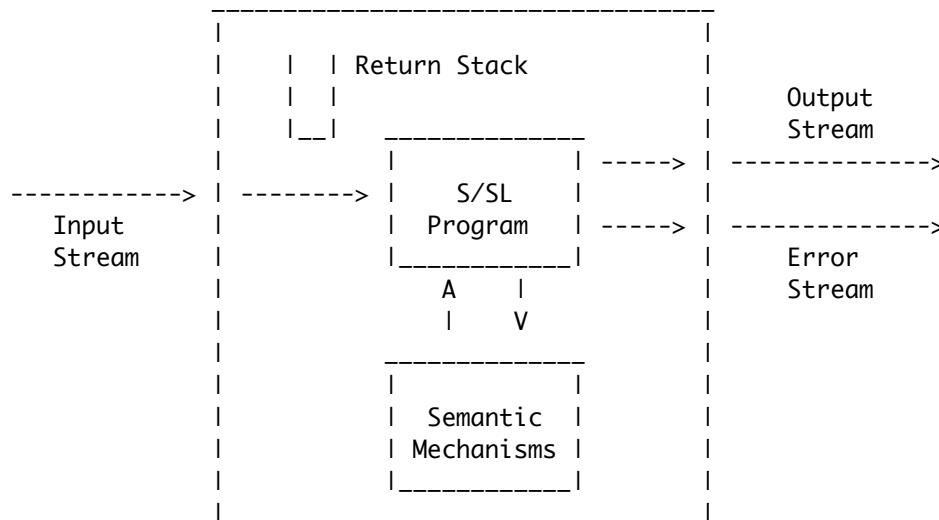 Return Stack
Output
Stream
S/SL
Program
Input
Stream
Error
Stream
A
V
Semantic
Mechanisms